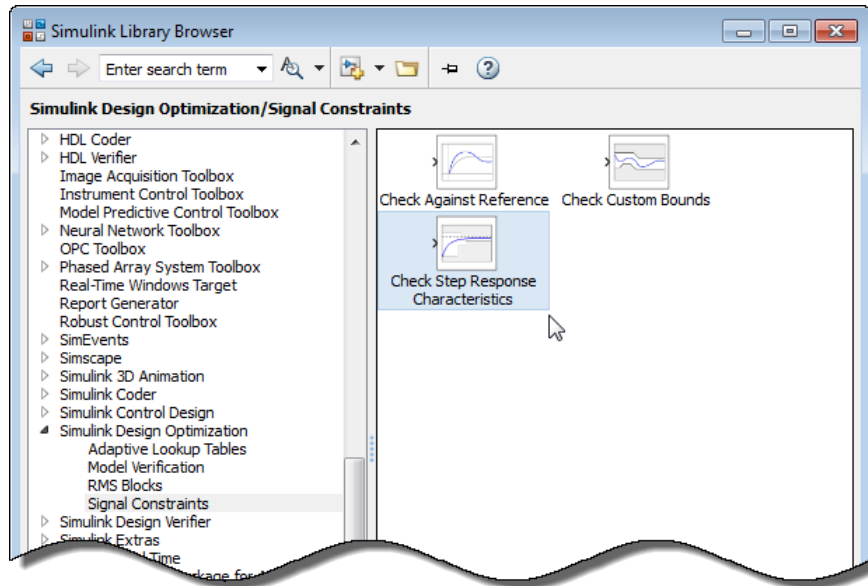 Simulink Library Browser
Enter search term
Simulink Design Optimization/Signal Constraints
HDL Coder
HDL Verifier
Image Acquisition Toolbox
Instrument Control Toolbox
Model Predictive Control Toolbox
Neural Network Toolbox
OPC Toolbox
Phased Array System Toolbox
Real-Time Windows Target
Report Generator
Robust Control Toolbox
SimEvents
Simscape
Simulink 3D Animation
Simulink Coder
Simulink Control Design
Simulink Design Optimization
Adaptive Lookup Tables
Model Verification
RMS Blocks
Signal Constraints
Simulink Design Verifier
Simulink Extras
Time
Check Against Reference
Check Custom Bounds
Check Step Response
Characteristics